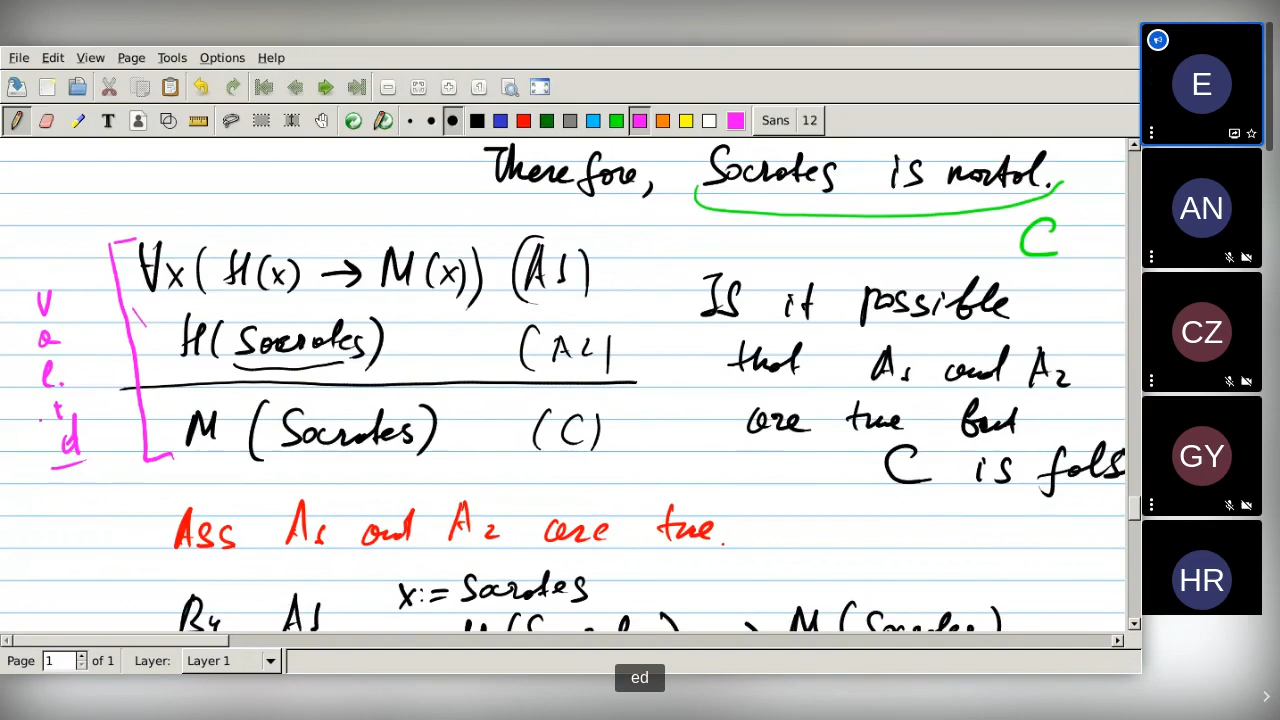 File Edit View Page Tools Options Help
Sans 12
Therefore, Socrates is mortal.
C
∀x (H(x) → M(x)) (A1)
H(Socrates) (A2)
M (Socrates) (C)
valid
Is it possible
that A1 and A2
are true but
C is fals
Ass A1 and A2 are true.
By A1 x:= Socrates
→ M (Socrates)
Page 1 of 1 Layer: Layer 1
ed
E
AN
CZ
GY
HR